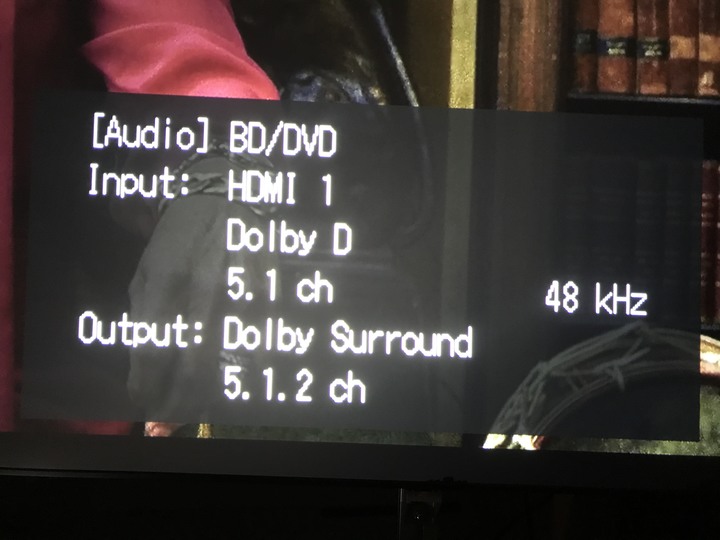 [Audio] BD/DVD
Input: HDMI 1
Dolby D
5.1 ch 48 kHz
Output: Dolby Surround
5.1.2 ch